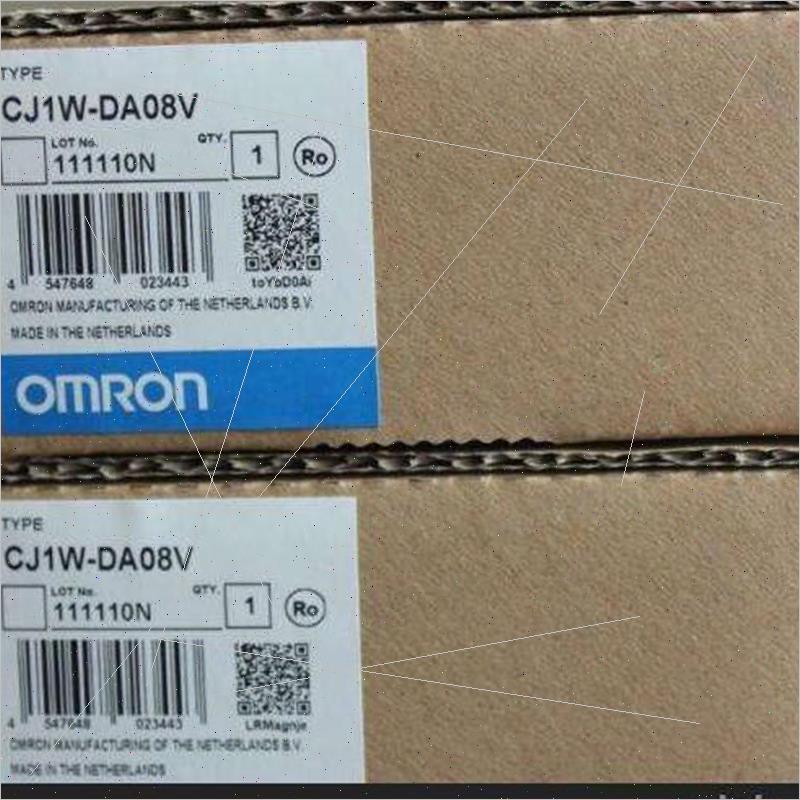 TYPE
CJ1W-DA08V
LOT No. QTY. 1 Ro
111110N
4 547648 023443 toYbD0Ai
OMRON MANUFACTURING OF THE NETHERLANDS B.V.
MADE IN THE NETHERLANDS
OMRON
TYPE
CJ1W-DA08V
LOT No. QTY. 1 Ro
111110N
4 547648 023443 LRMagnje
OMRON MANUFACTURING OF THE NETHERLANDS B.V.
MADE IN THE NETHERLANDS